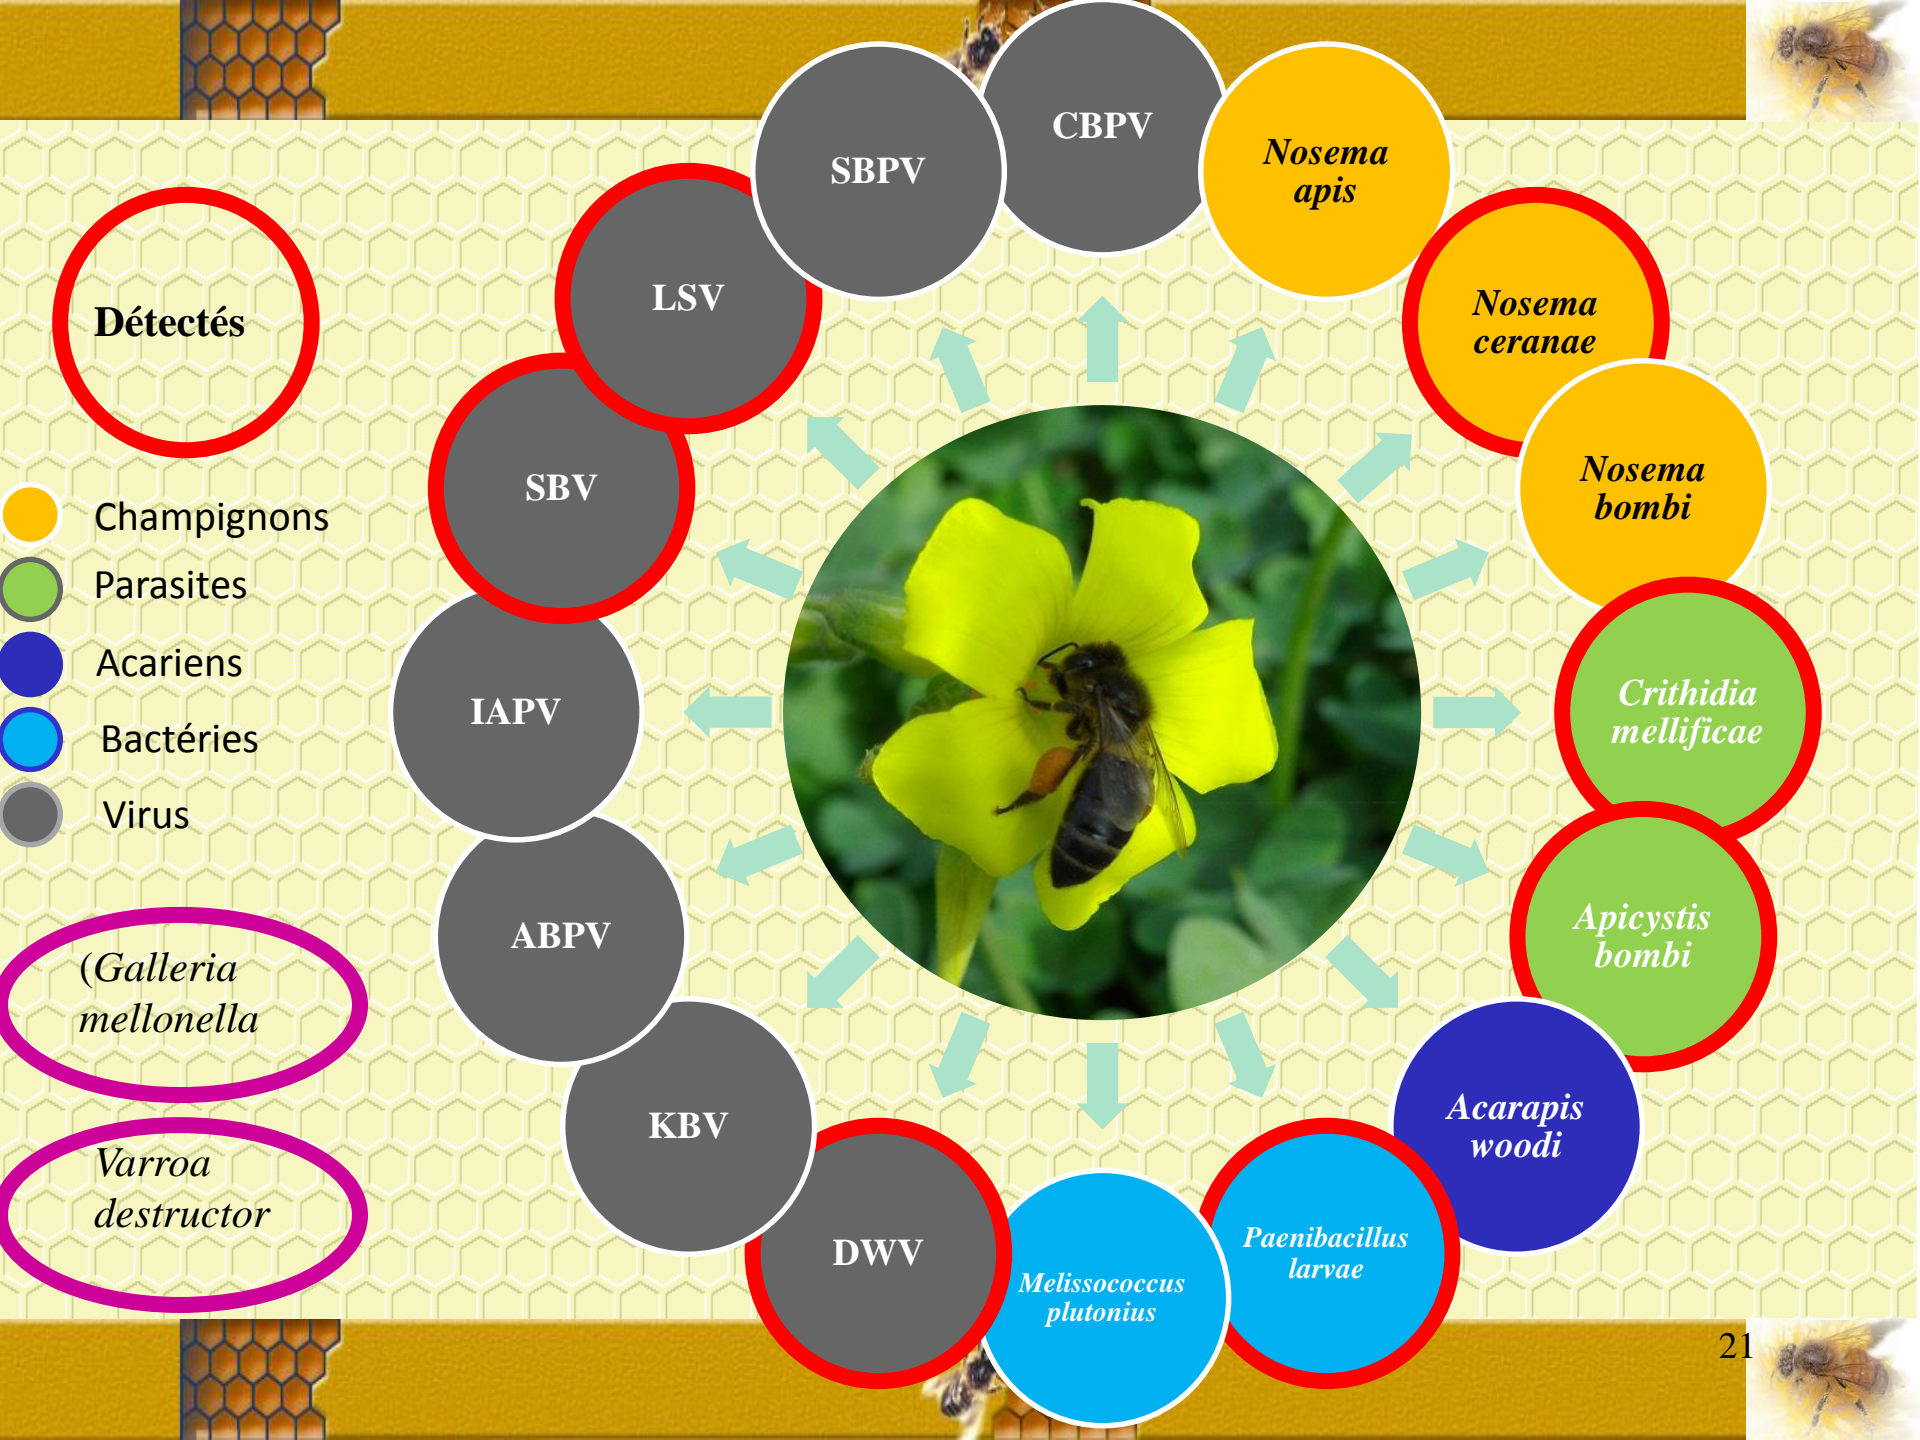 CBPV
SBPV
Nosema
apis
LSV
Nosema
ceranae
Détectés
SBV
Nosema
bombi
Champignons
Parasites
Acariens
Bactéries
Virus
IAPV
Crithidia
mellificae
ABPV
Apicystis
bombi
(Galleria
mellonella
KBV
Acarapis
woodi
Varroa
destructor
DWV
Melissococcus
plutonius
Paenibacillus
larvae
21